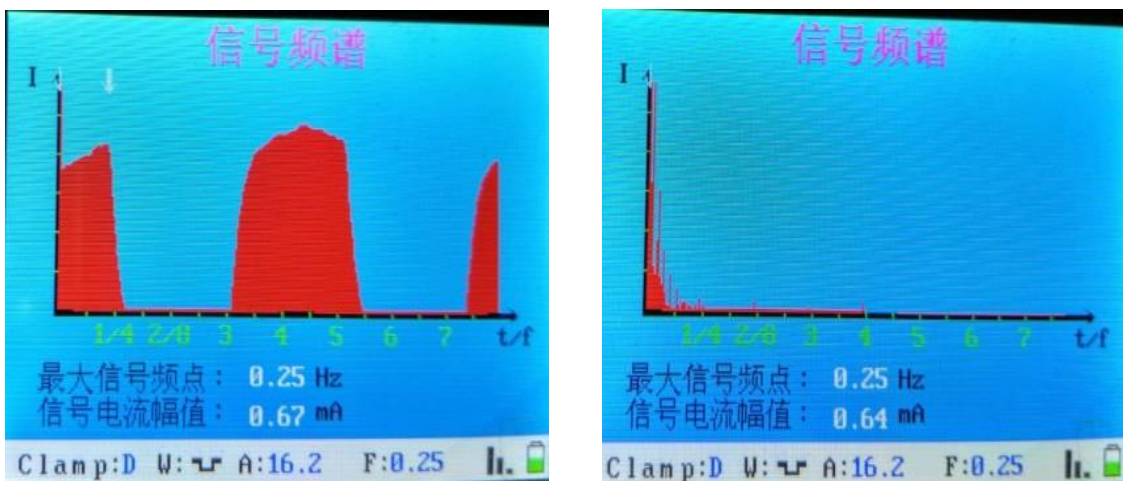 信号频谱
I
1/4 2/8 3 4 5 6 7 t/f
最大信号频点： 0.25 Hz
信号电流幅值： 0.67 mA
Clamp:D W: A:16.2 F:0.25
信号频谱
I
1/4 2/8 3 4 5 6 7 t/f
最大信号频点： 0.25 Hz
信号电流幅值： 0.64 mA
Clamp:D W: A:16.2 F:0.25